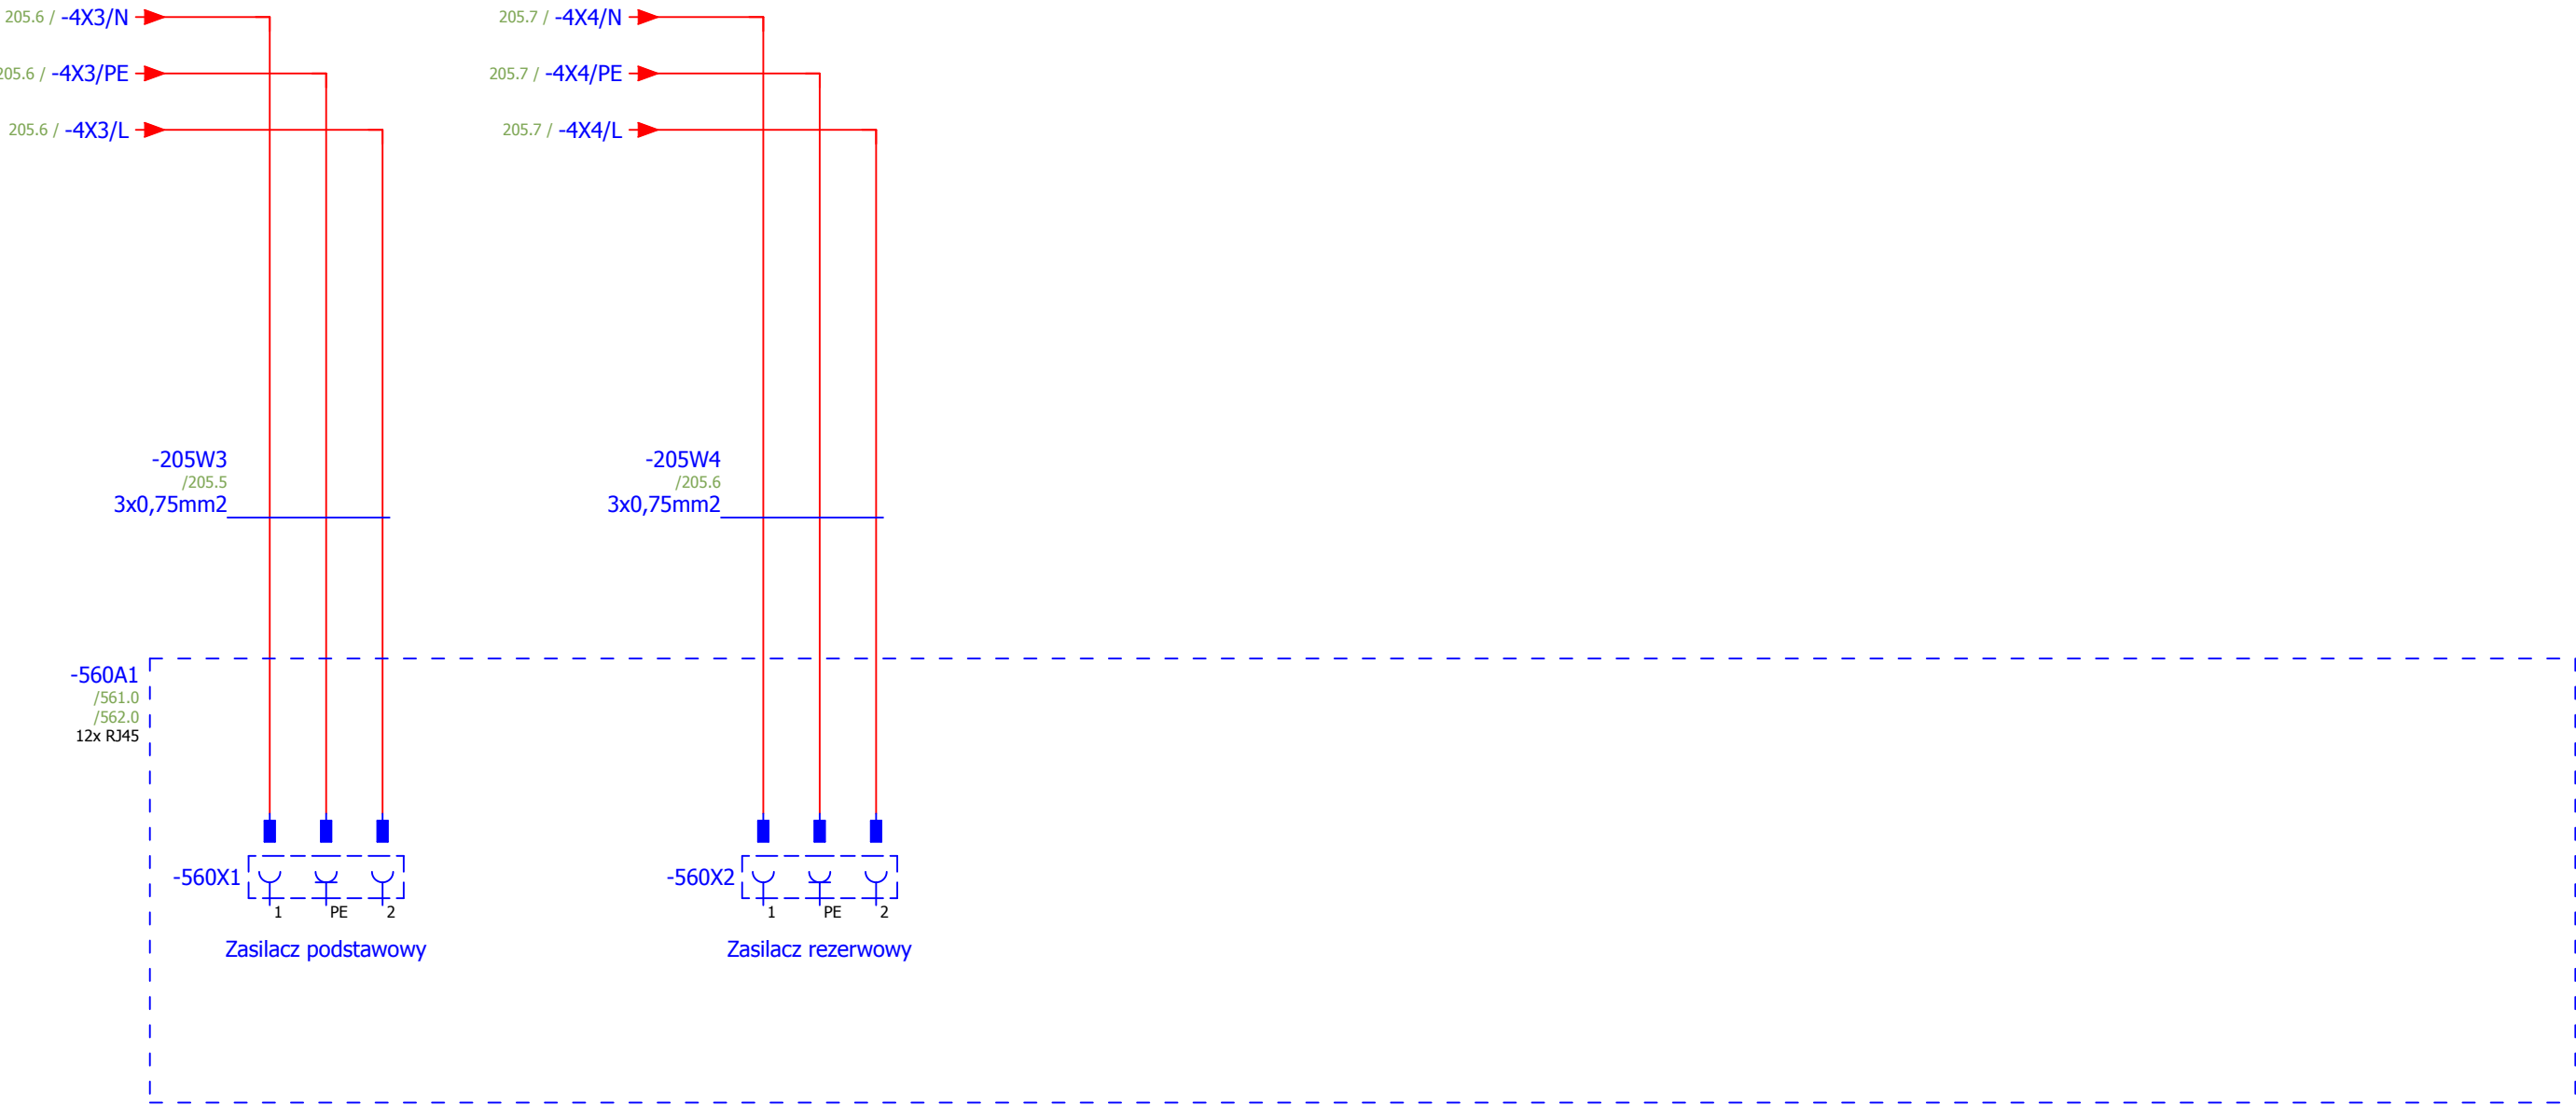 205.6 / -4X3/N
205.7 / -4X4/N
205.6 / -4X3/PE
205.7 / -4X4/PE
205.6 / -4X3/L
205.7 / -4X4/L
-205W3
/205.5
3x0,75mm2
-205W4
/205.6
3x0,75mm2
-560A1
/561.0
/562.0
12x RJ45
-560X1
1 PE 2
Zasilacz podstawowy
-560X2
1 PE 2
Zasilacz rezerwowy